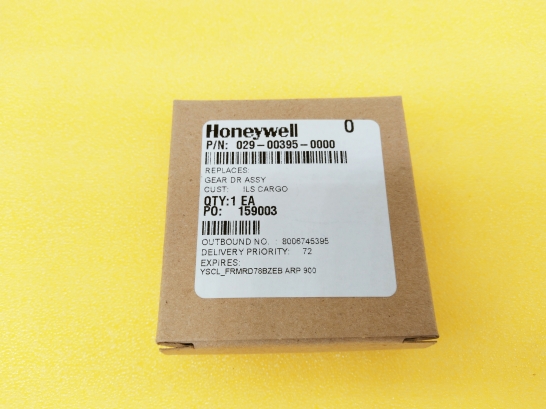 Honeywell 0
P/N: 029-00395-0000
REPLACES:
GEAR DR ASSY
CUST: ILS CARGO
QTY:1 EA
PO: 159003
OUTBOUND NO. : 8006745395
DELIVERY PRIORITY: 72
EXPIRES:
YSCL_FRMRD78BZEB ARP 900